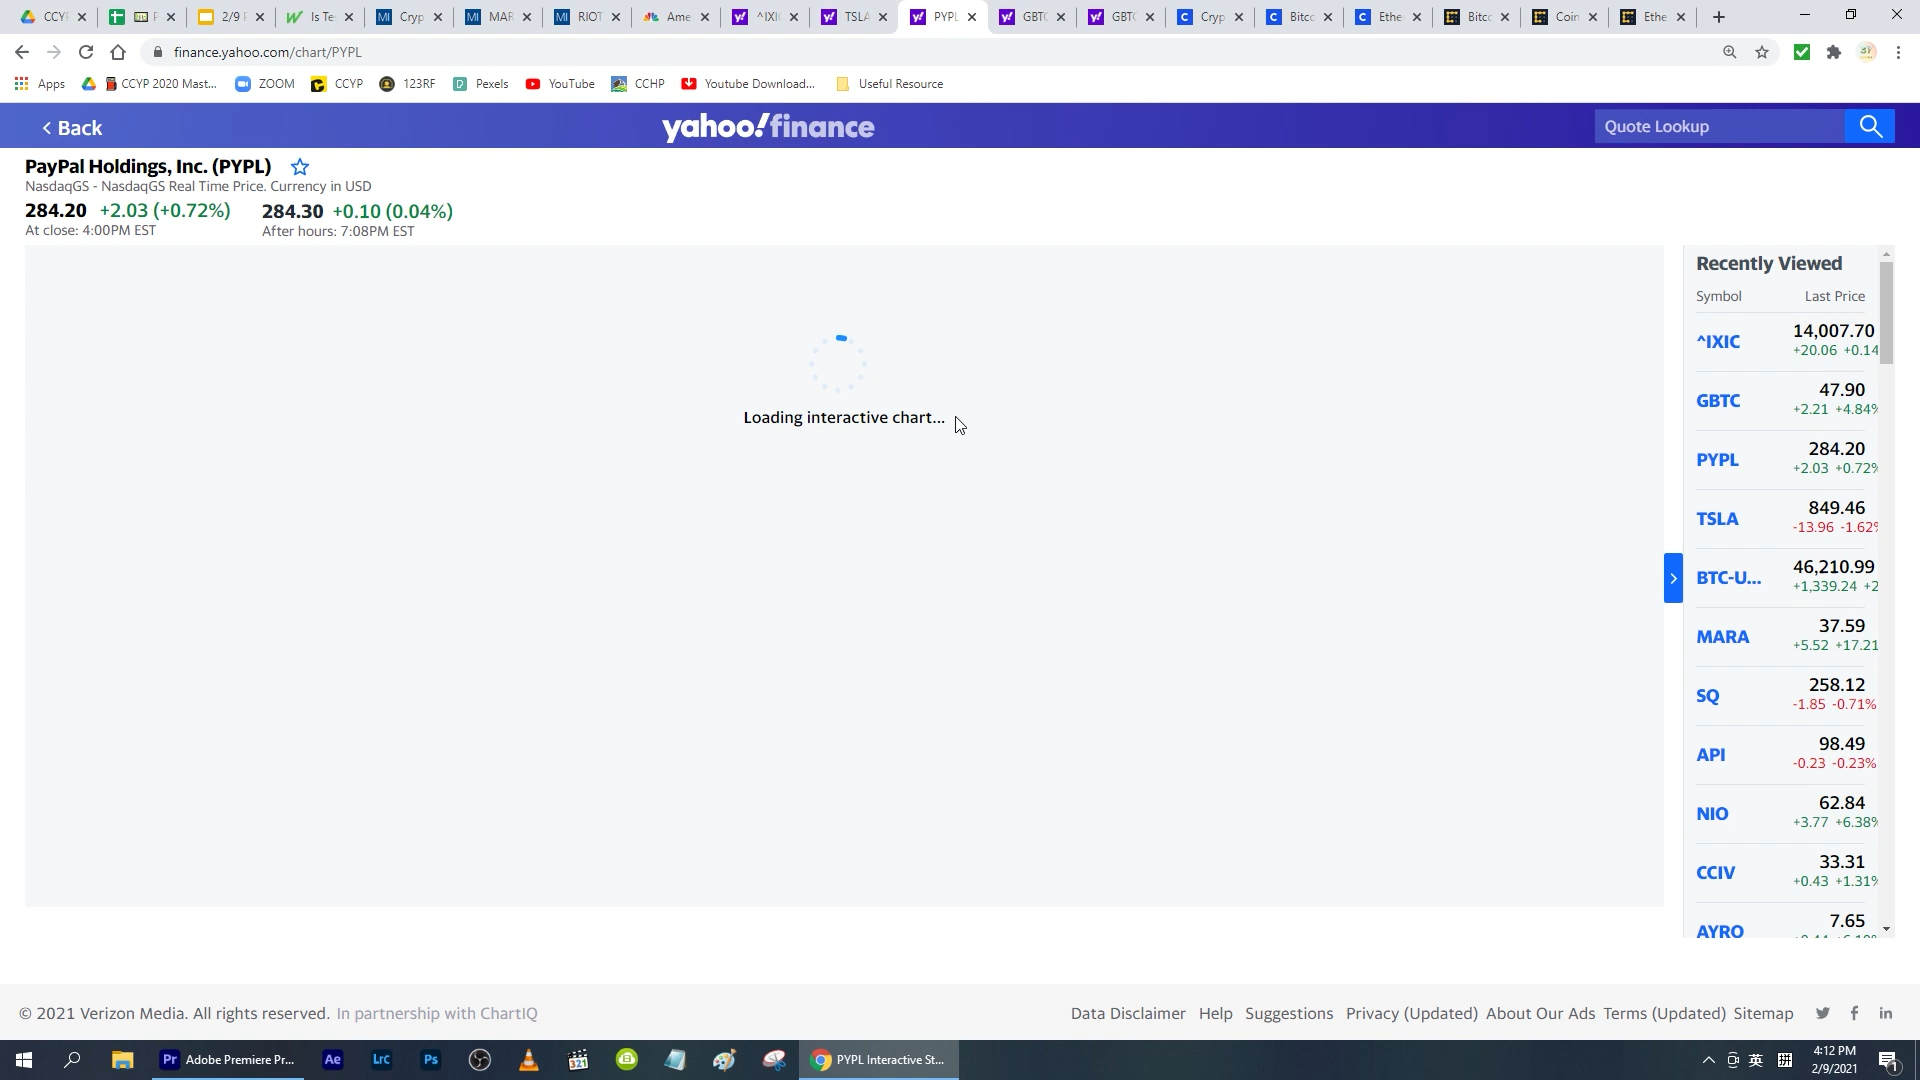 CCYP
P
2/9 P
Is Te
Cryp
MAR
RIOT
Ame
^IXI
TSLA
PYPL
GBTC
GBTC
Cryp
Bitco
Ethe
Bitco
Coin
Ethe
finance.yahoo.com/chart/PYPL
Apps
CCYP 2020 Mast...
ZOOM
CCYP
123RF
Pexels
YouTube
CCHP
Youtube Download...
Useful Resource
Back
yahoo!finance
Quote Lookup
PayPal Holdings, Inc. (PYPL)
NasdaqGS - NasdaqGS Real Time Price. Currency in USD
284.20 +2.03 (+0.72%) 284.30 +0.10 (0.04%)
At close: 4:00PM EST After hours: 7:08PM EST
Loading interactive chart...
Recently Viewed
Symbol Last Price
^IXIC 14,007.70
+20.06 +0.14
GBTC 47.90
+2.21 +4.84%
PYPL 284.20
+2.03 +0.72%
TSLA 849.46
-13.96 -1.62%
BTC-U... 46,210.99
+1,339.24 +2
MARA 37.59
+5.52 +17.21
SQ 258.12
-1.85 -0.71%
API 98.49
-0.23 -0.23%
NIO 62.84
+3.77 +6.38%
CCIV 33.31
+0.43 +1.31%
AYRO 7.65
© 2021 Verizon Media. All rights reserved. In partnership with ChartIQ
Data Disclaimer Help Suggestions Privacy (Updated) About Our Ads Terms (Updated) Sitemap
Pr Adobe Premiere Pr...
Ae
Lrc
Ps
321
PYPL Interactive St...
英
拼
4:12 PM
2/9/2021
1